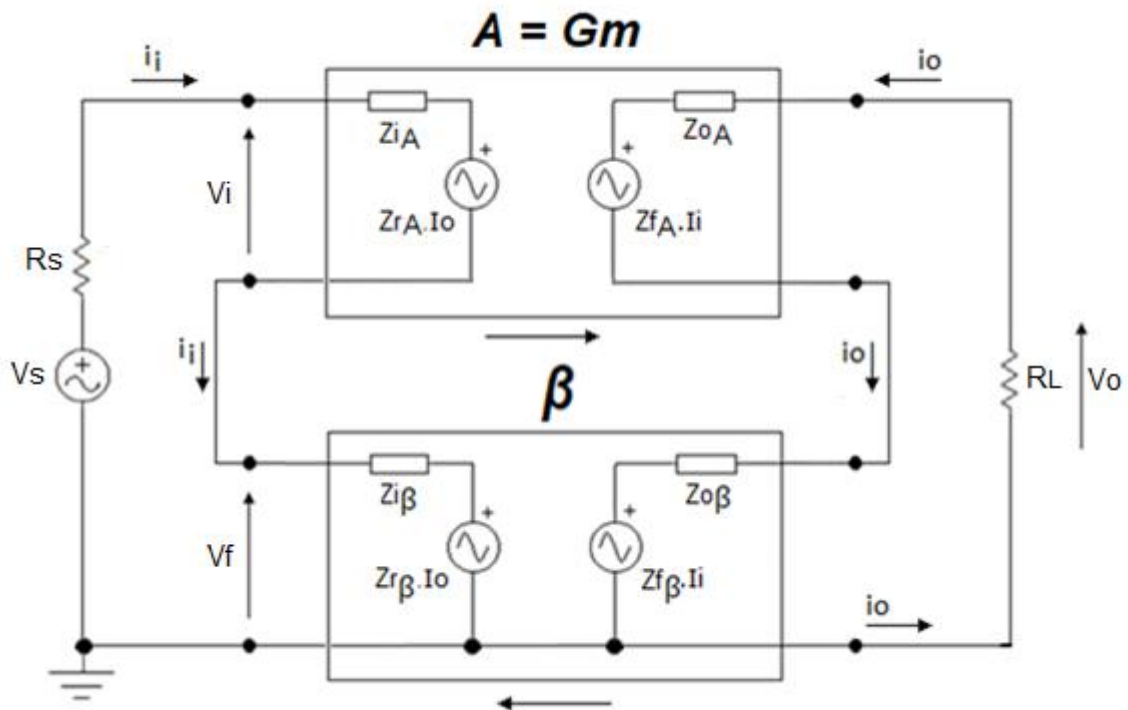 A = Gm
ii
io
ZiA
ZoA
Vi
ZrA.Io
ZfA.Ii
Rs
ii
io
Vs
β
RL
Vo
Ziβ
Zoβ
Vf
Zrβ.Io
Zfβ.Ii
io